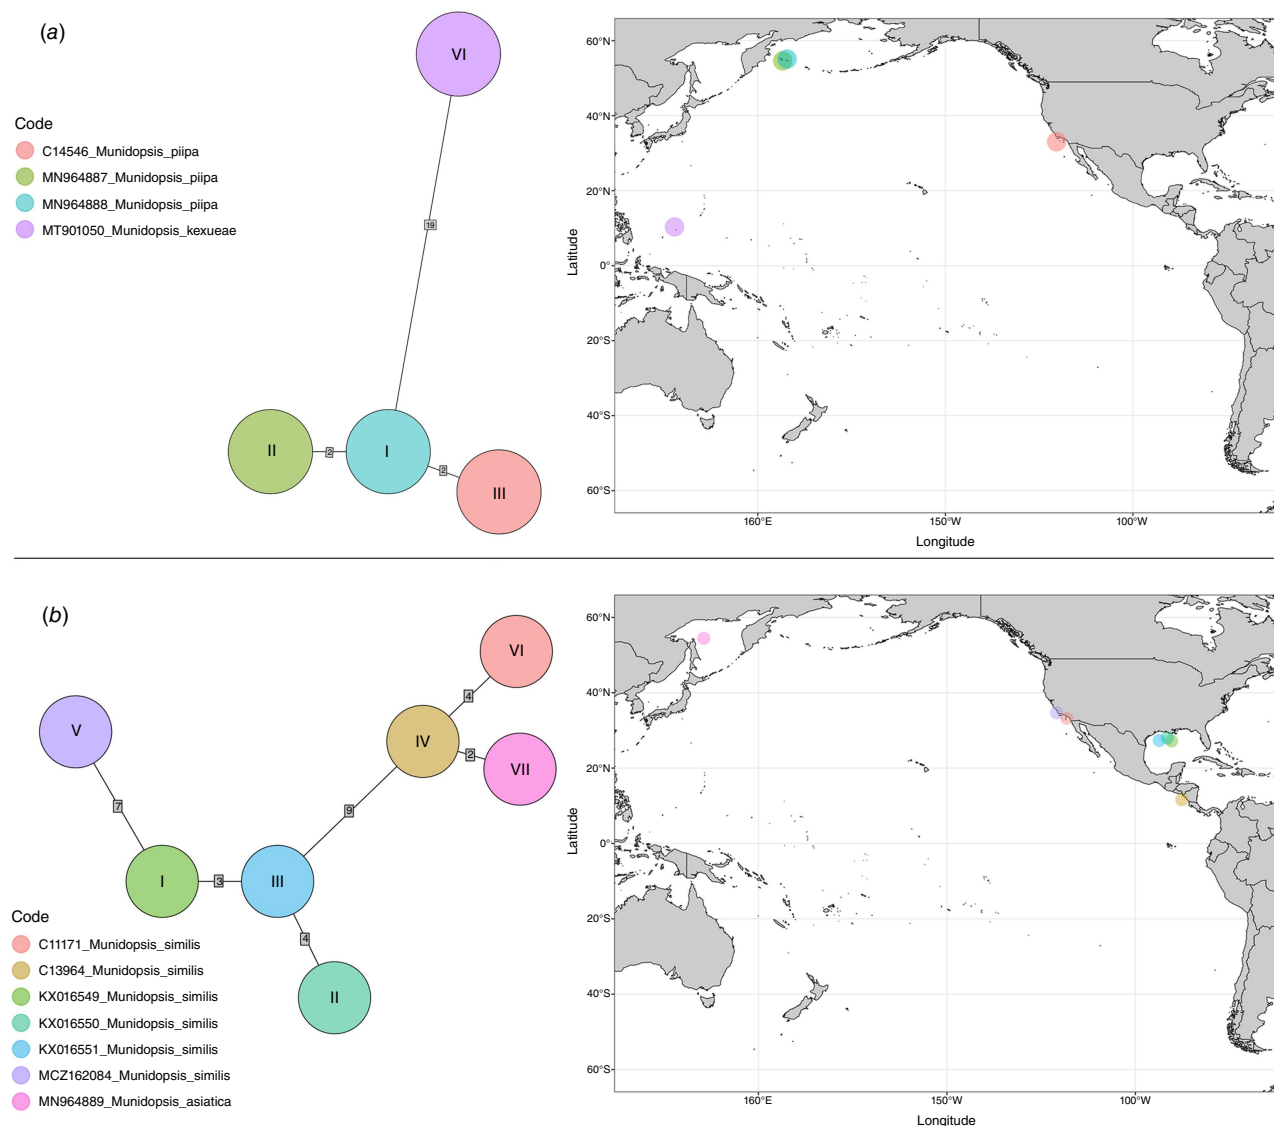 (a)
VI
Code
C14546_Munidopsis_piipa
MN964887_Munidopsis_piipa
MN964888_Munidopsis_piipa
MT901050_Munidopsis_kexueae
19
II
2
I
2
III
Latitude
60°N
40°N
20°N
0°
20°S
40°S
60°S
160°E
150°W
100°W
Longitude
(b)
VI
4
V
IV
2
VII
7
9
I
3
III
4
II
Code
C11171_Munidopsis_similis
C13964_Munidopsis_similis
KX016549_Munidopsis_similis
KX016550_Munidopsis_similis
KX016551_Munidopsis_similis
MCZ162084_Munidopsis_similis
MN964889_Munidopsis_asiatica
Latitude
60°N
40°N
20°N
0°
20°S
40°S
60°S
160°E
150°W
100°W
Longitude